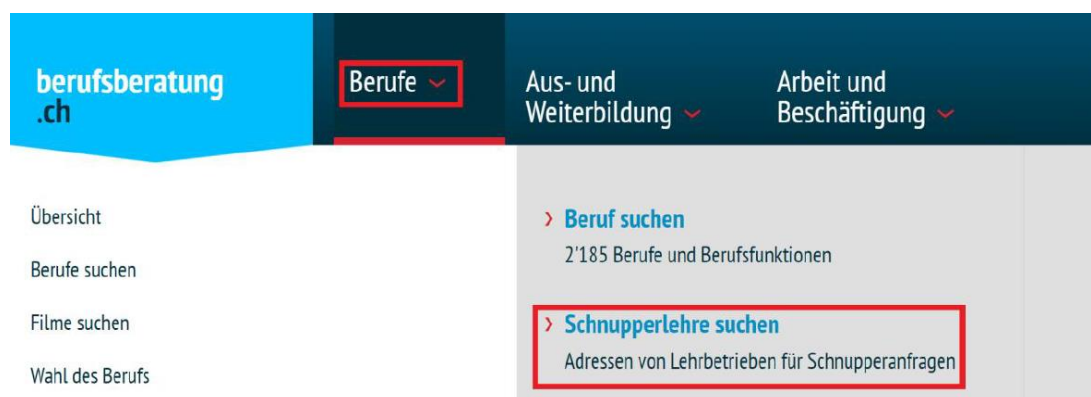 berufsberatung
.ch
Berufe
Aus- und
Weiterbildung
Arbeit und
Beschäftigung
Übersicht
Berufe suchen
Filme suchen
Wahl des Berufs
Beruf suchen
2'185 Berufe und Berufsfunktionen
Schnupperlehre suchen
Adressen von Lehrbetrieben für Schnupperanfragen